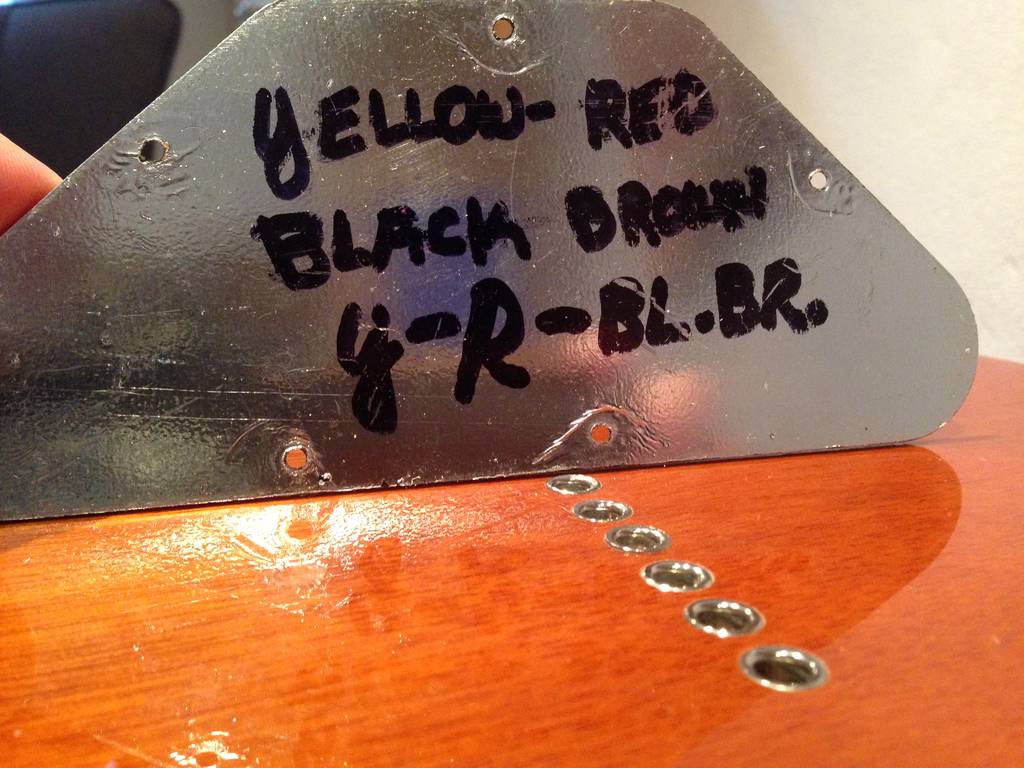 YELLOW-RED
BLACK BROWN
Y-R-BL.BR.